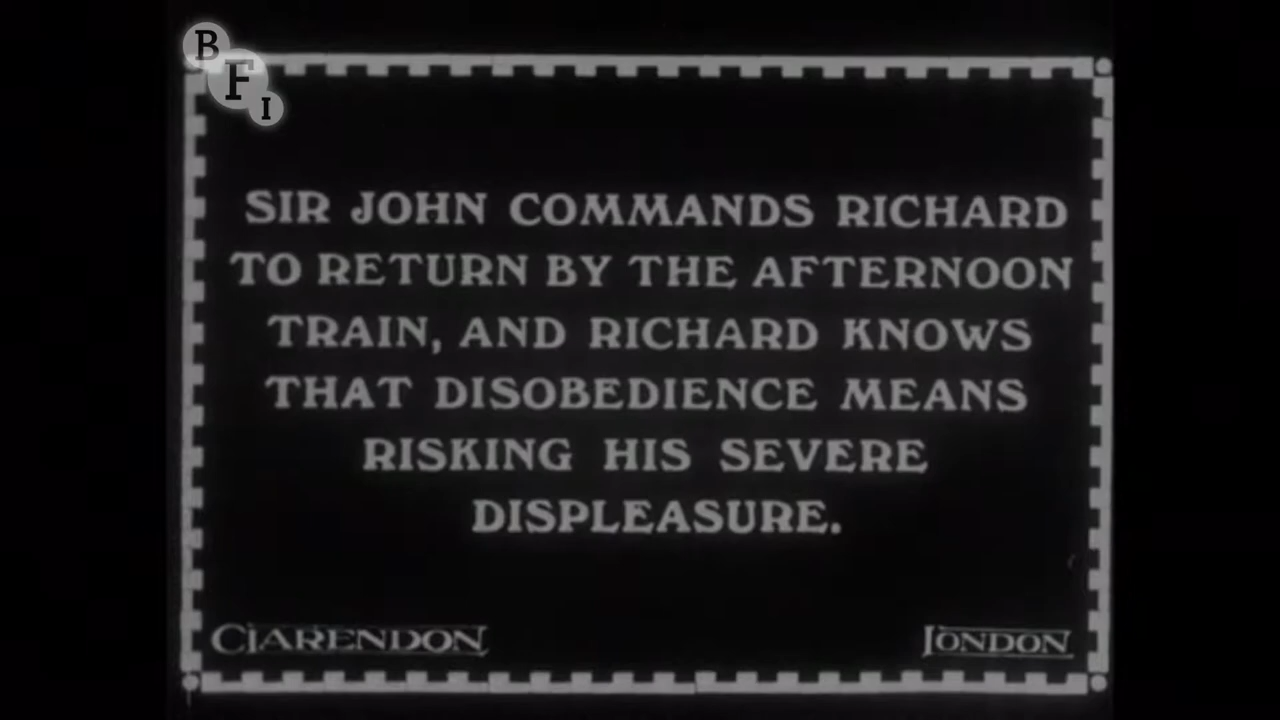 BFI
SIR JOHN COMMANDS RICHARD
TO RETURN BY THE AFTERNOON
TRAIN, AND RICHARD KNOWS
THAT DISOBEDIENCE MEANS
RISKING HIS SEVERE
DISPLEASURE.
CLARENDON LONDON